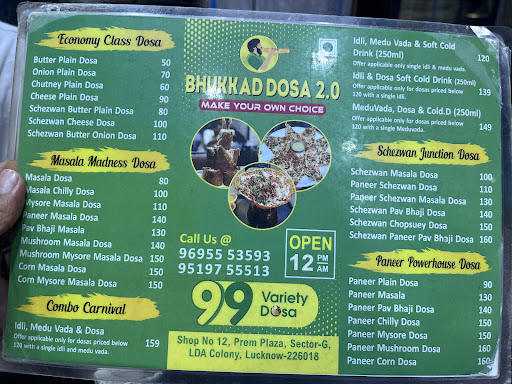 Economy Class Dosa
Butter Plain Dosa 50
Onion Plain Dosa 70
Chutney Plain Dosa 60
Cheese Plain Dosa 90
Schezwan Butter Plain Dosa 80
Schezwan Cheese Dosa 100
Schezwan Butter Onion Dosa 110
Masala Madness Dosa
Masala Dosa 80
Masala Chilly Dosa 100
Mysore Masala Dosa 90
Paneer Masala Dosa 140
Pav Bhaji Masala 130
Mushroom Masala Dosa 140
Mushroom Mysore Masala Dosa 150
Corn Masala Dosa
Corn Mysore Masala Dosa
Combo Carnival
Idli, Medu Vada & Dosa 159
Offer applicable only for dosas priced below
120 with a single idli and medu vada.
BHUKKAD DOSA 2.0
MAKE YOUR OWN CHOICE
Call Us @
96955 53593
95197 55513
OPEN
12 PM AM
99 Variety
Dosa
Shop No 12, Prem Plaza, Sector-G,
LDA Colony, Lucknow-226018
Idli, Medu Vada & Soft Cold
Drink (250ml) 120
Offer applicable only for single idli & medu vada.
Idli & Dosa Soft Cold Drink (250ml)
Offer applicable only for dosas priced below 139
120 with a single idli.
MeduVada, Dosa & Cold.D (250ml)
Offer applicable only for dosas priced below 149
120 with a single Meduvada.
Schezwan Junction Dosa
Schezwan Masala Dosa 100
Paneer Schezwan Dosa 110
Paneer Schezwan Masala Dosa 130
Schezwan Pav Bhaji Dosa 140
Schezwan Chopsuey Dosa 150
Schezwan Paneer Pav Bhaji Dosa 160
Paneer Powerhouse Dosa
Paneer Plain Dosa 90
Paneer Masala 130
Paneer Pav Bhaji Dosa 140
Paneer Chilly Dosa 150
Paneer Mysore Dosa 150
Paneer Mushroom Dosa 160
Paneer Corn Dosa 160